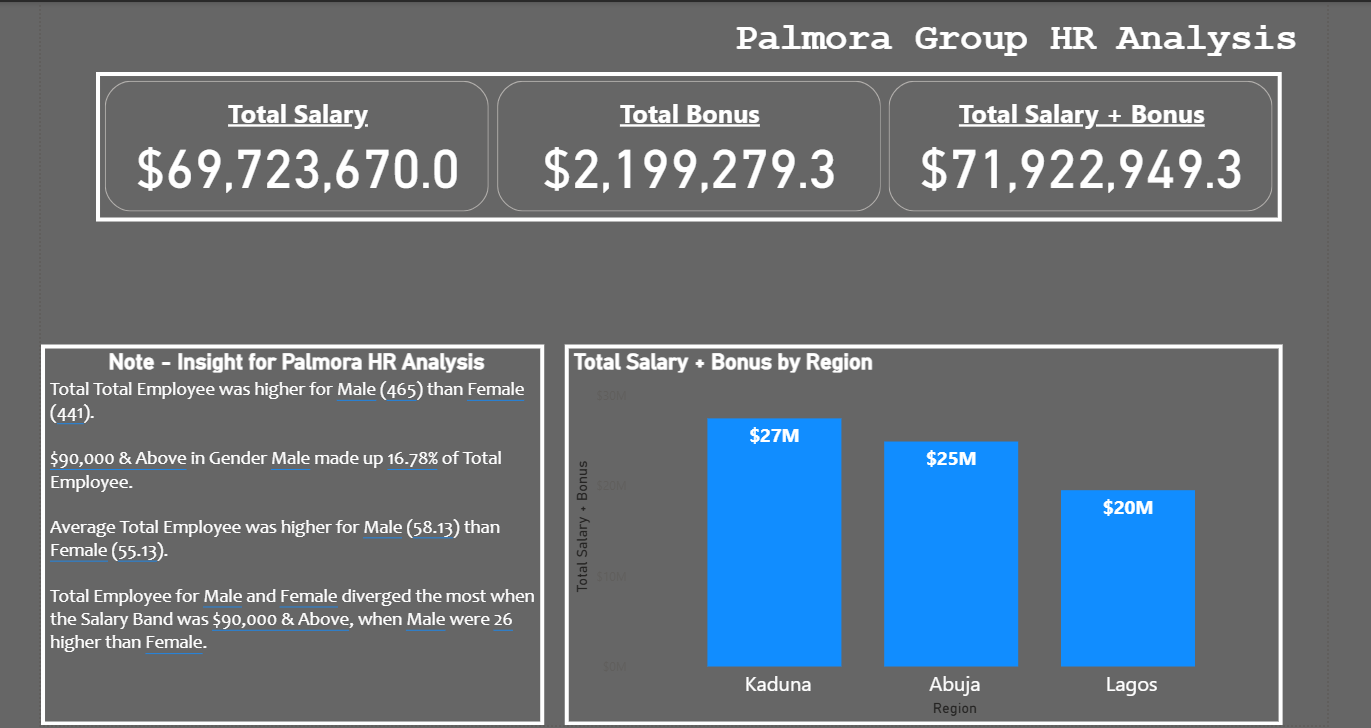 Palmora Group HR Analysis
Total Salary
$69,723,670.0
Total Bonus
$2,199,279.3
Total Salary + Bonus
$71,922,949.3
Note - Insight for Palmora HR Analysis
Total Total Employee was higher for Male (465) than Female
(441).
$90,000 & Above in Gender Male made up 16.78% of Total
Employee.
Average Total Employee was higher for Male (58.13) than
Female (55.13).
Total Employee for Male and Female diverged the most when
the Salary Band was $90,000 & Above, when Male were 26
higher than Female.
Total Salary + Bonus by Region
Total Salary + Bonus
$30M
$20M
$10M
$0M
$27M
$25M
$20M
Kaduna
Abuja
Lagos
Region